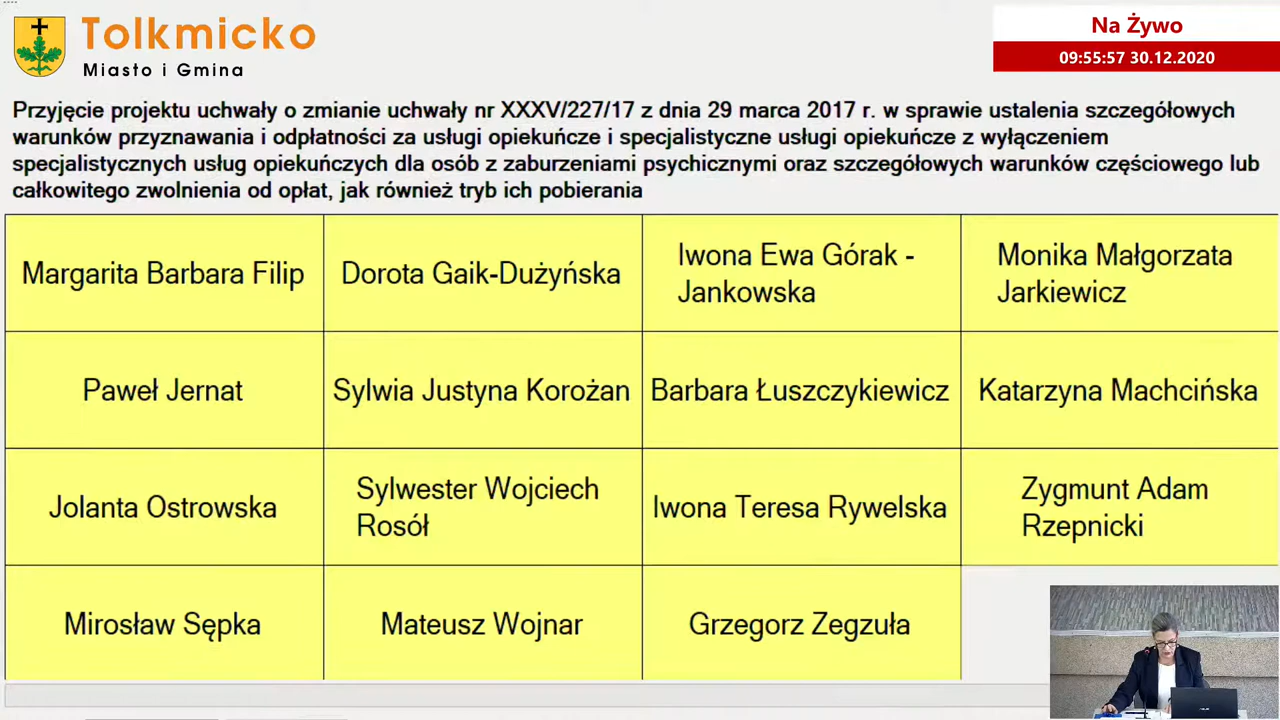 Tolkmicko
Miasto i Gmina
Na Żywo
09:55:57 30.12.2020
Przyjęcie projektu uchwały o zmianie uchwały nr XXXV/227/17 z dnia 29 marca 2017 r. w sprawie ustalenia szczegółowych
warunków przyznawania i odpłatności za usługi opiekuńcze i specjalistyczne usługi opiekuńcze z wyłączeniem
specjalistycznych usług opiekuńczych dla osób z zaburzeniami psychicznymi oraz szczegółowych warunków częściowego lub
całkowitego zwolnienia od opłat, jak również tryb ich pobierania
Margarita Barbara Filip
Dorota Gaik-Dużyńska
Iwona Ewa Górak -
Jankowska
Monika Małgorzata
Jarkiewicz
Paweł Jernat
Sylwia Justyna Korożan
Barbara Łuszczykiewicz
Katarzyna Machcińska
Jolanta Ostrowska
Sylwester Wojciech
Rosół
Iwona Teresa Rywelska
Zygmunt Adam
Rzepnicki
Mirosław Sępka
Mateusz Wojnar
Grzegorz Zegzuła